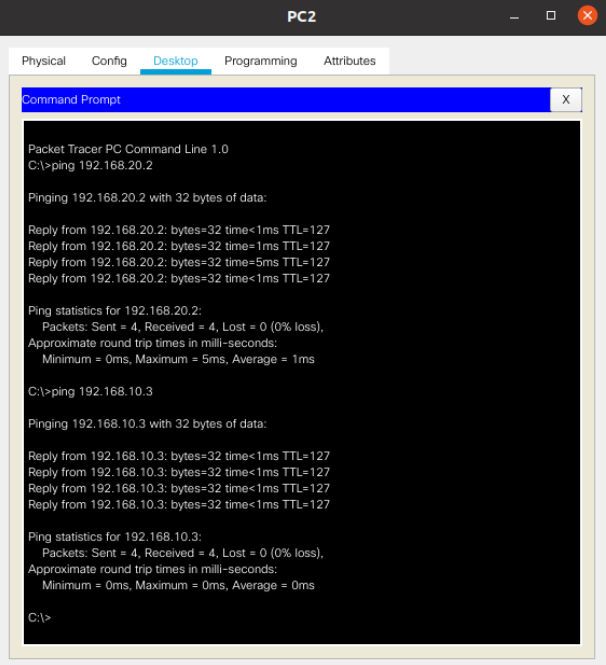 PC2
Physical Config Desktop Programming Attributes
Command Prompt X
Packet Tracer PC Command Line 1.0
C:\>ping 192.168.20.2
Pinging 192.168.20.2 with 32 bytes of data:
Reply from 192.168.20.2: bytes=32 time<1ms TTL=127
Reply from 192.168.20.2: bytes=32 time=1ms TTL=127
Reply from 192.168.20.2: bytes=32 time=5ms TTL=127
Reply from 192.168.20.2: bytes=32 time<1ms TTL=127
Ping statistics for 192.168.20.2:
Packets: Sent = 4, Received = 4, Lost = 0 (0% loss),
Approximate round trip times in milli-seconds:
Minimum = 0ms, Maximum = 5ms, Average = 1ms
C:\>ping 192.168.10.3
Pinging 192.168.10.3 with 32 bytes of data:
Reply from 192.168.10.3: bytes=32 time<1ms TTL=127
Reply from 192.168.10.3: bytes=32 time<1ms TTL=127
Reply from 192.168.10.3: bytes=32 time<1ms TTL=127
Reply from 192.168.10.3: bytes=32 time<1ms TTL=127
Ping statistics for 192.168.10.3:
Packets: Sent = 4, Received = 4, Lost = 0 (0% loss),
Approximate round trip times in milli-seconds:
Minimum = 0ms, Maximum = 0ms, Average = 0ms
C:\>